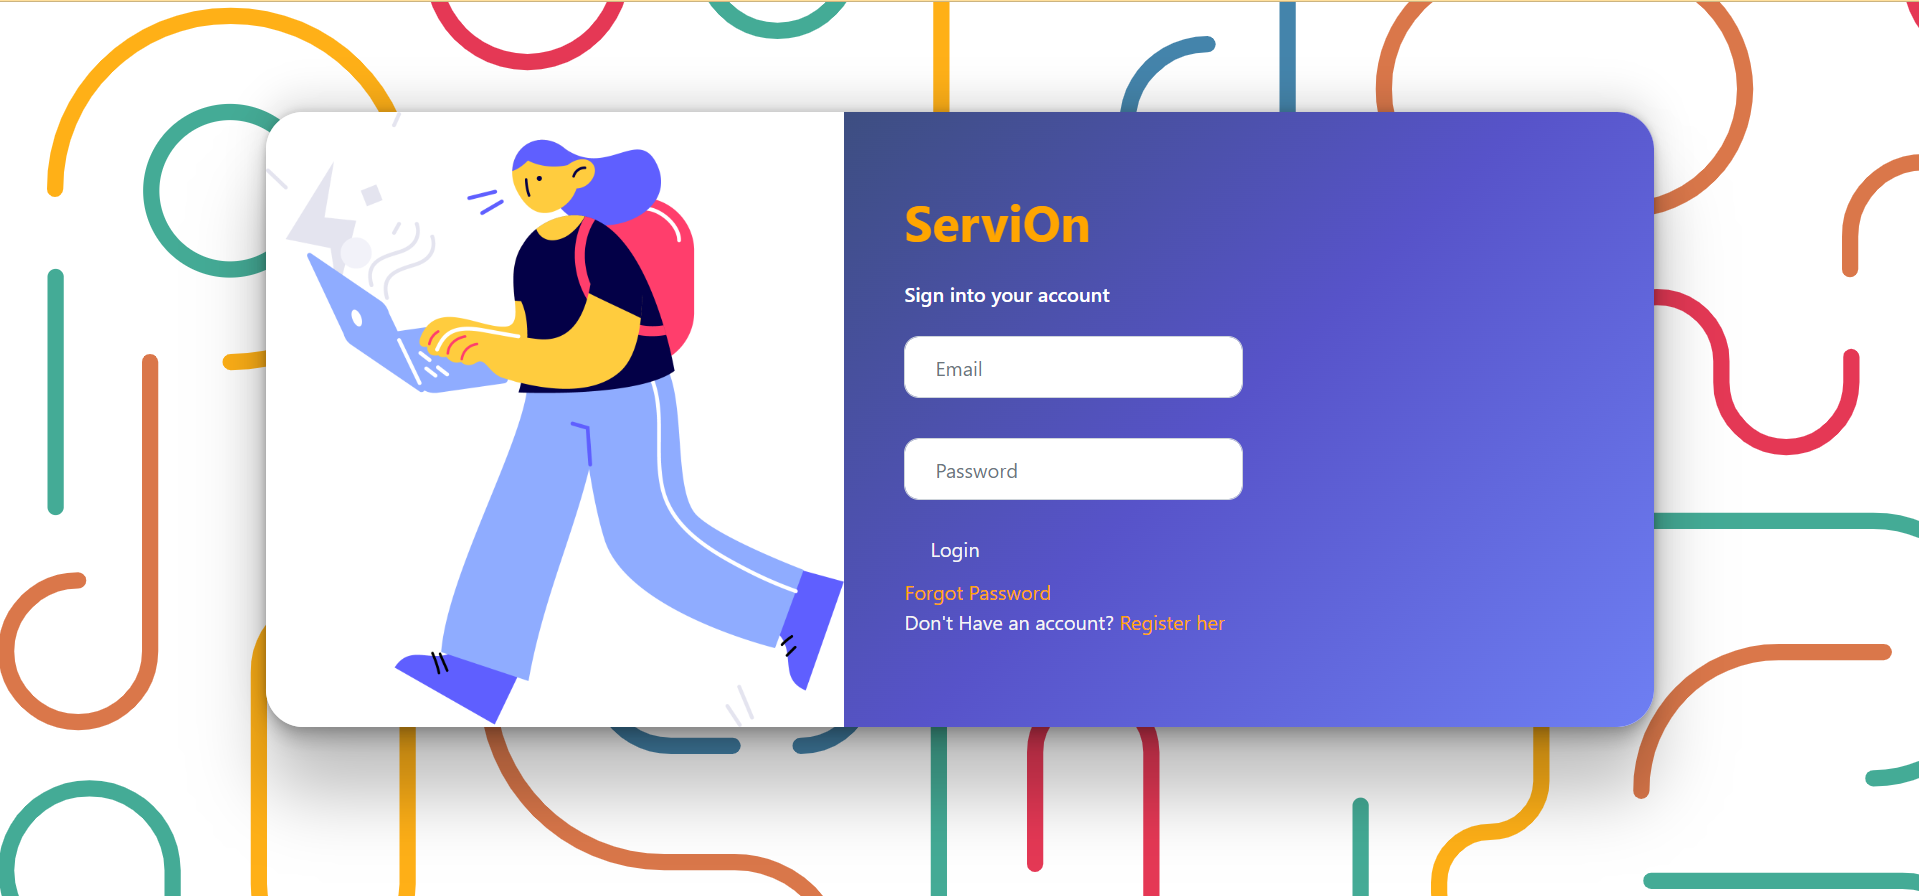 ServiOn
Sign into your account
Email
Password
Login
Forgot Password
Don't Have an account? Register her